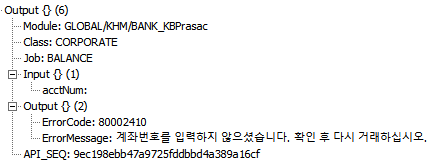 Output {} (6)
Module: GLOBAL/KHM/BANK_KBPrasac
Class: CORPORATE
Job: BALANCE
Input {} (1)
acctNum:
Output {} (2)
ErrorCode: 80002410
ErrorMessage: 계좌번호를 입력하지 않으셨습니다. 확인 후 다시 거래하십시오.
API_SEQ: 9ec198ebb47a9725fddbbd4a389a16cf